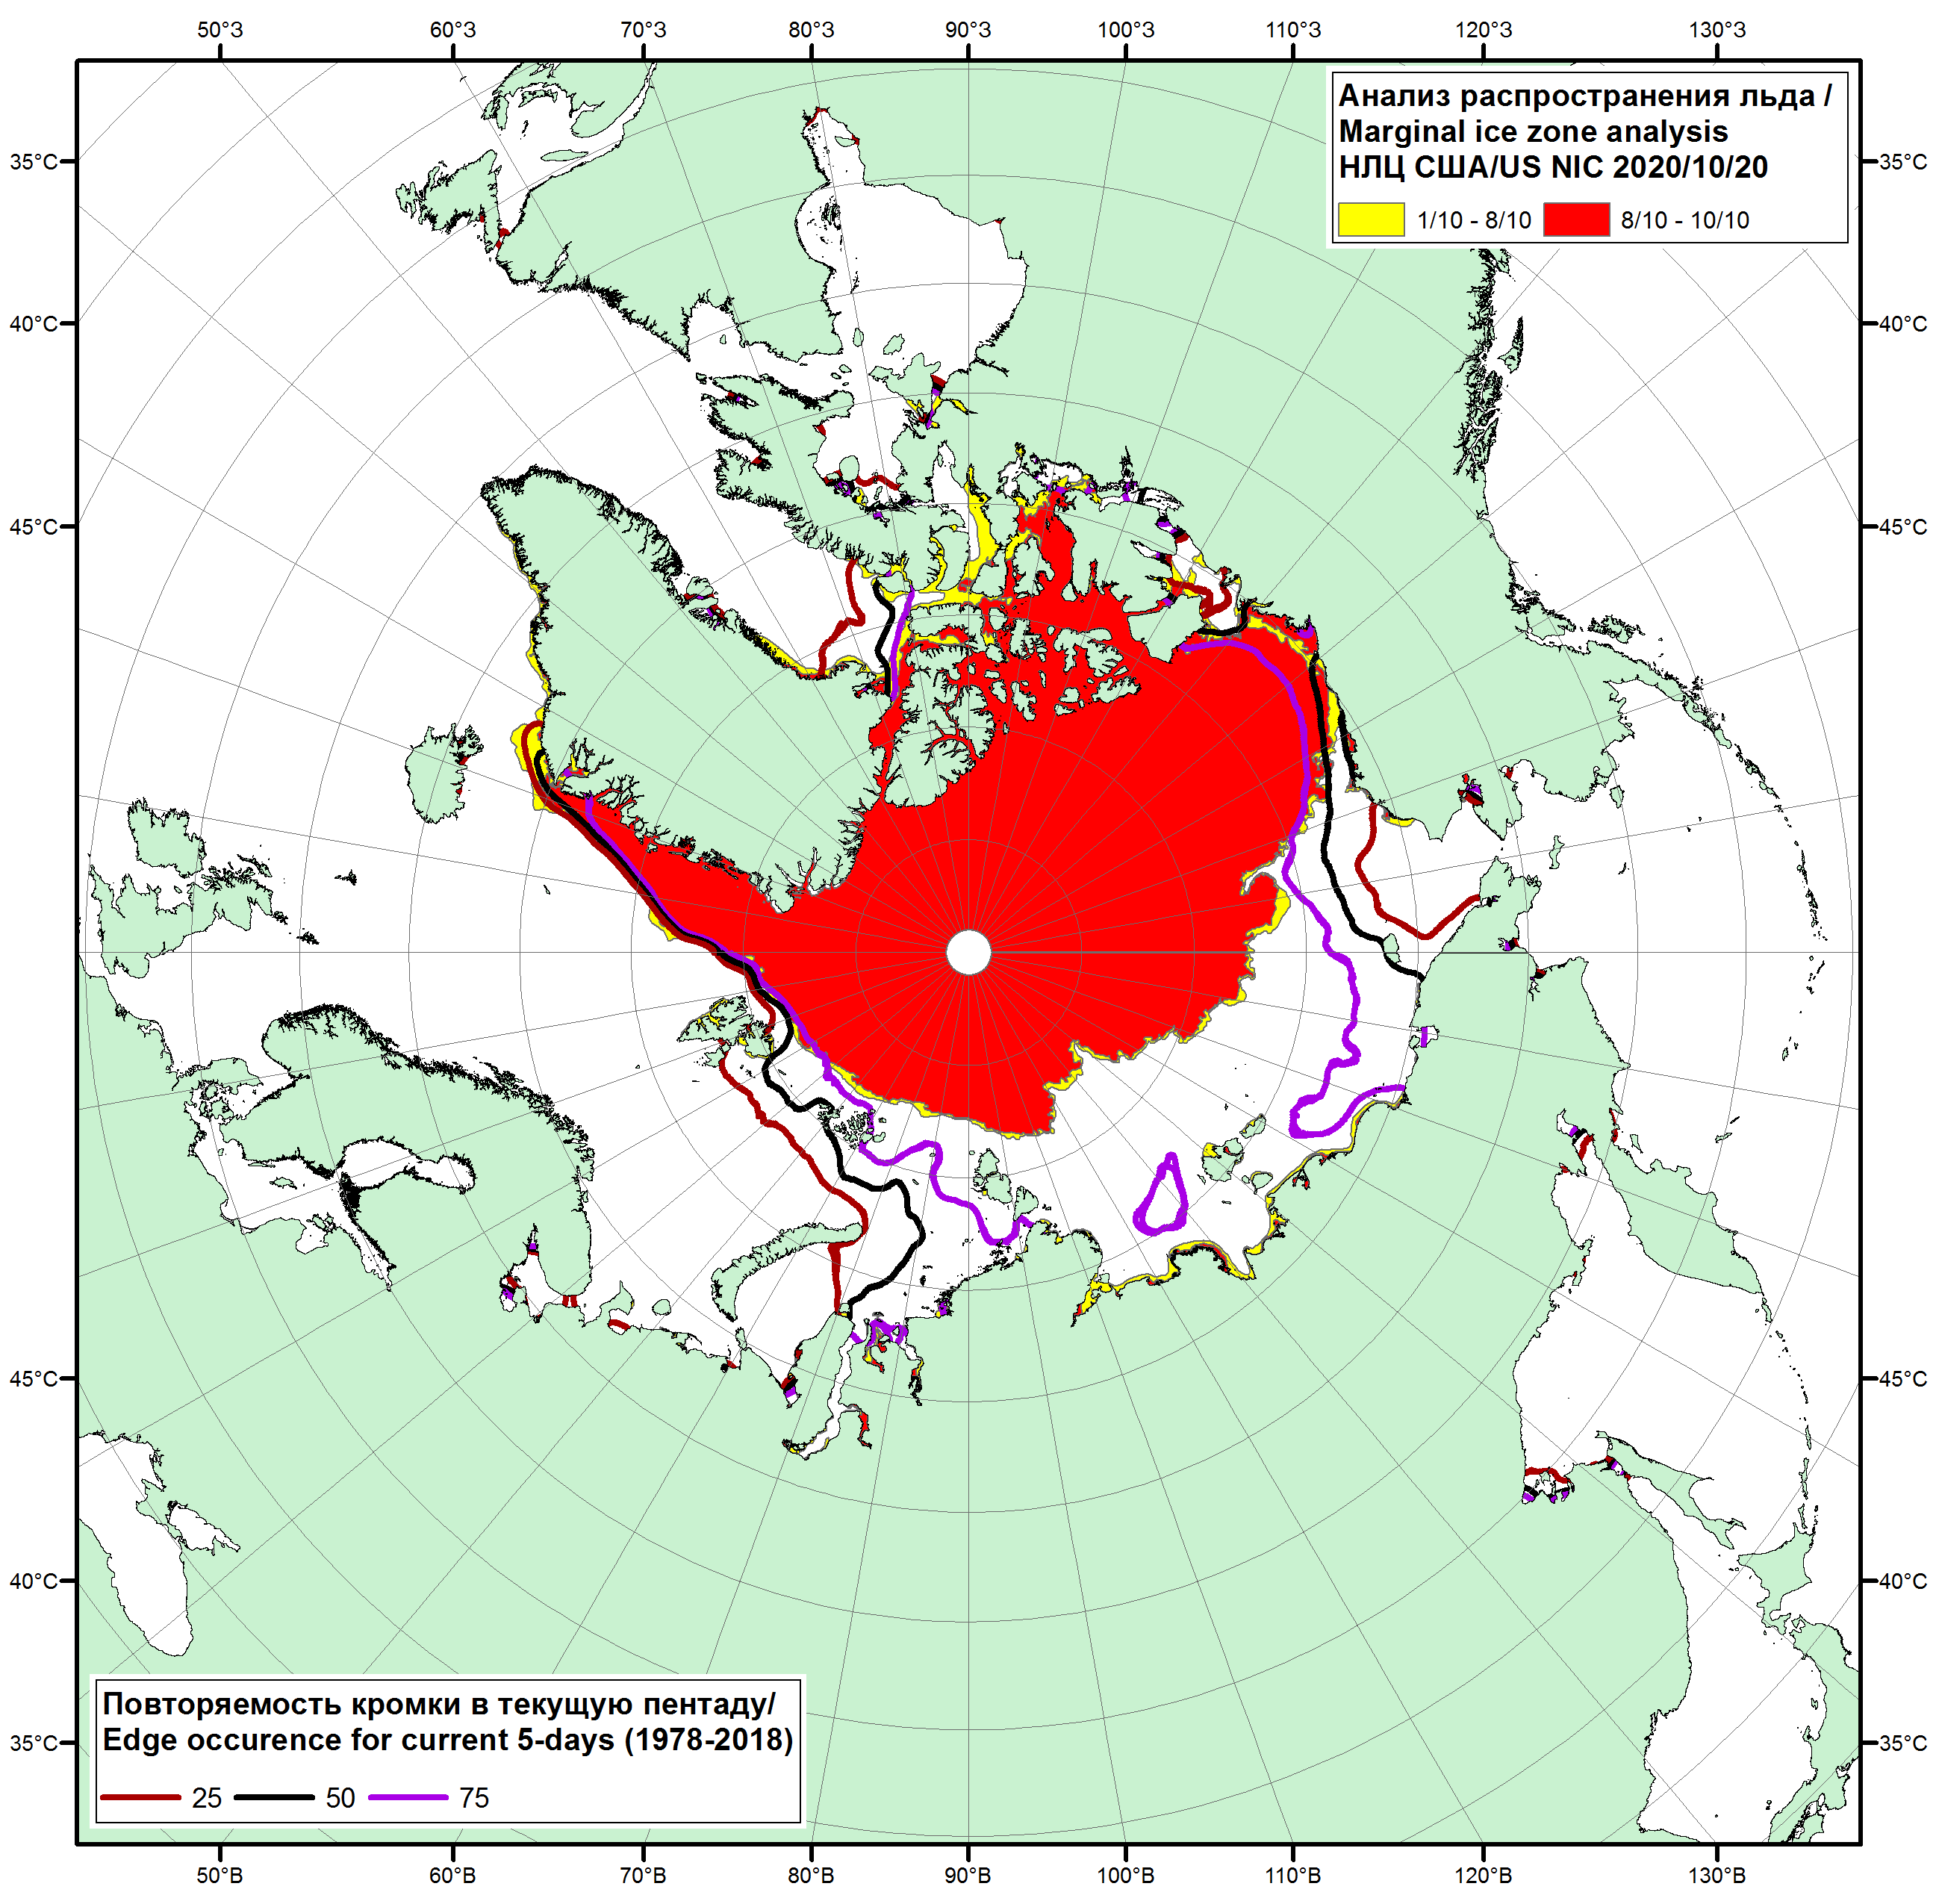 50°З 60°З 70°З 80°З 90°З 100°З 110°З 120°З 130°З
Анализ распространения льда /
Marginal ice zone analysis
НЛЦ США/US NIC 2020/10/20
1/10 - 8/10 8/10 - 10/10
35°С 35°С
40°С 40°С
45°С 45°С
45°С 45°С
40°С 40°С
35°С 35°С
Повторяемость кромки в текущую пентаду/
Edge occurence for current 5-days (1978-2018)
25 50 75
50°В 60°В 70°В 80°В 90°В 100°В 110°В 120°В 130°В